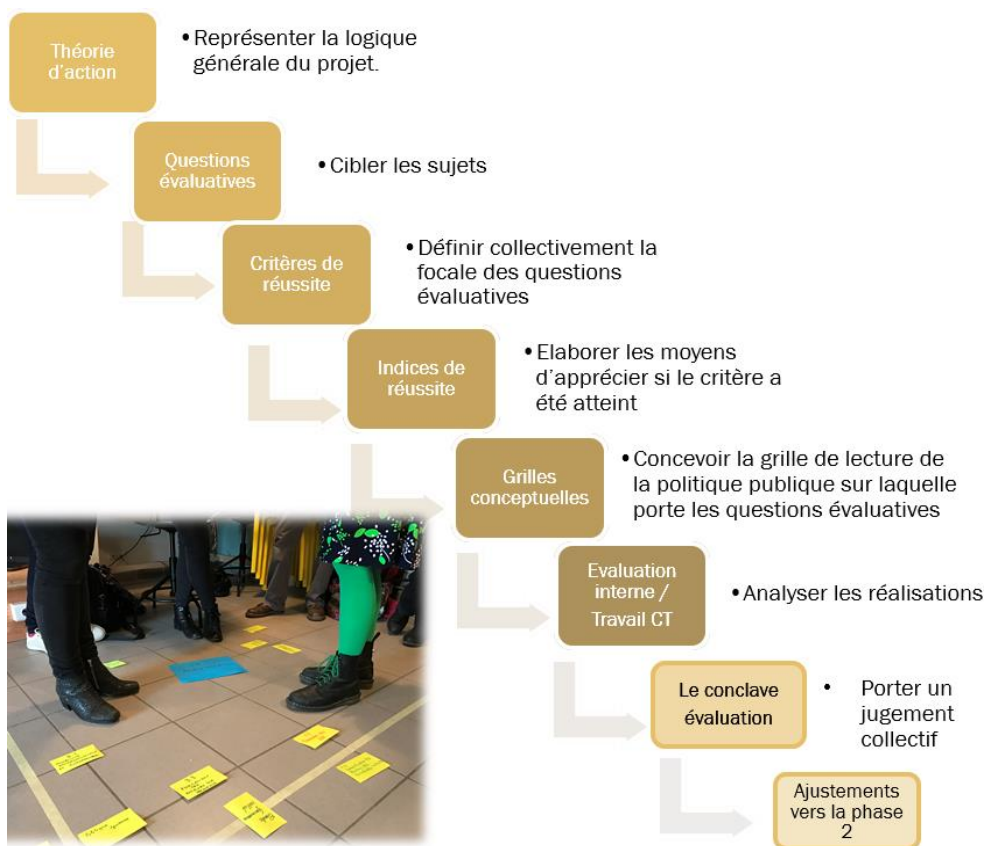 Théorie
d'action
• Représenter la logique
générale du projet.
Questions
évaluatives
• Cibler les sujets
Critères de
réussite
• Définir collectivement la
focale des questions
évaluatives
Indices de
réussite
• Elaborer les moyens
d'apprécier si le critère a
été atteint
Grilles
conceptuelles
• Concevoir la grille de lecture de
la politique publique sur laquelle
porte les questions évaluatives
Evaluation
interne /
Travail CT
• Analyser les réalisations
Le conclave
évaluation
• Porter un
jugement
collectif
Ajustements
vers la phase
2